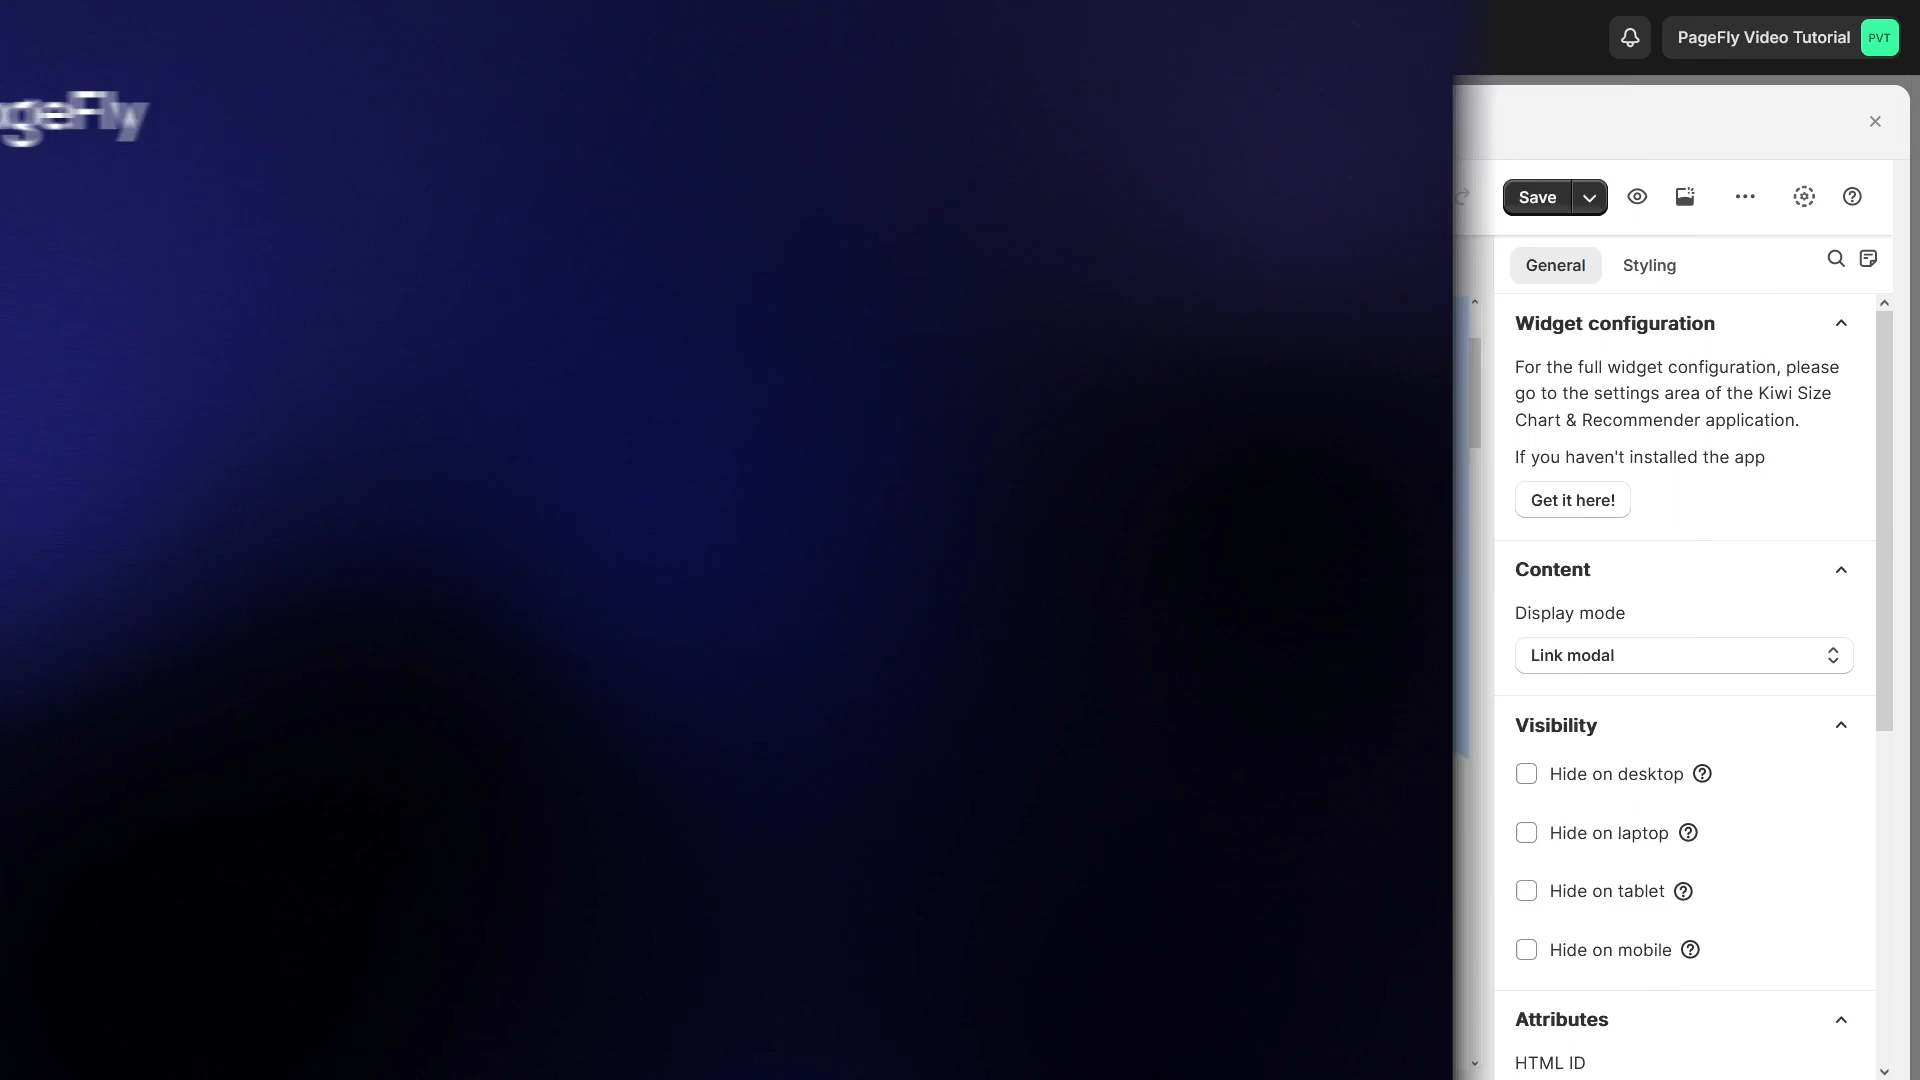 PageFly Video Tutorial
PVT
Save
General
Styling
Widget configuration
For the full widget configuration, please
go to the settings area of the Kiwi Size
Chart & Recommender application.
If you haven't installed the app
Get it here!
Content
Display mode
Link modal
Visibility
Hide on desktop
Hide on laptop
Hide on tablet
Hide on mobile
Attributes
HTML ID